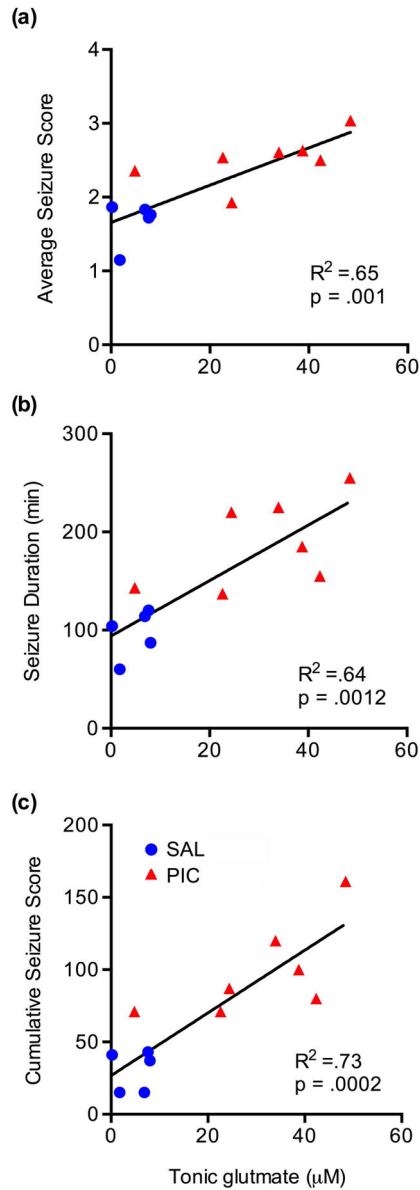 (a)
Average Seizure Score
4
3
2
1
0
R² =.65
p = .001
0 20 40 60
(b)
Seizure Duration (min)
300
200
100
0
R² =.64
p = .0012
0 20 40 60
(c)
Cumulative Seizure Score
200
150
100
50
0
SAL
PIC
R² =.73
p = .0002
0 20 40 60
Tonic glutmate (μM)